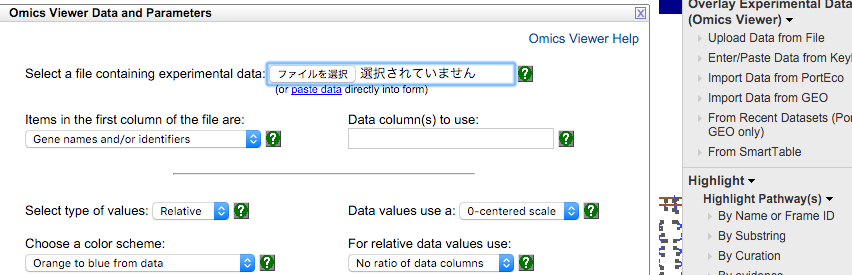 Omics Viewer Data and Parameters
Omics Viewer Help
Select a file containing experimental data: ファイルを選択 選択されていません
(or paste data directly into form)
Items in the first column of the file are:
Gene names and/or identifiers
Data column(s) to use:
Select type of values: Relative
Data values use a: 0-centered scale
Choose a color scheme:
Orange to blue from data
For relative data values use:
No ratio of data columns
Overlay Experimental Data
(Omics Viewer)
Upload Data from File
Enter/Paste Data from Key
Import Data from PortEco
Import Data from GEO
From Recent Datasets (Por
GEO only)
From SmartTable
Highlight
Highlight Pathway(s)
By Name or Frame ID
By Substring
By Curation
By evidence